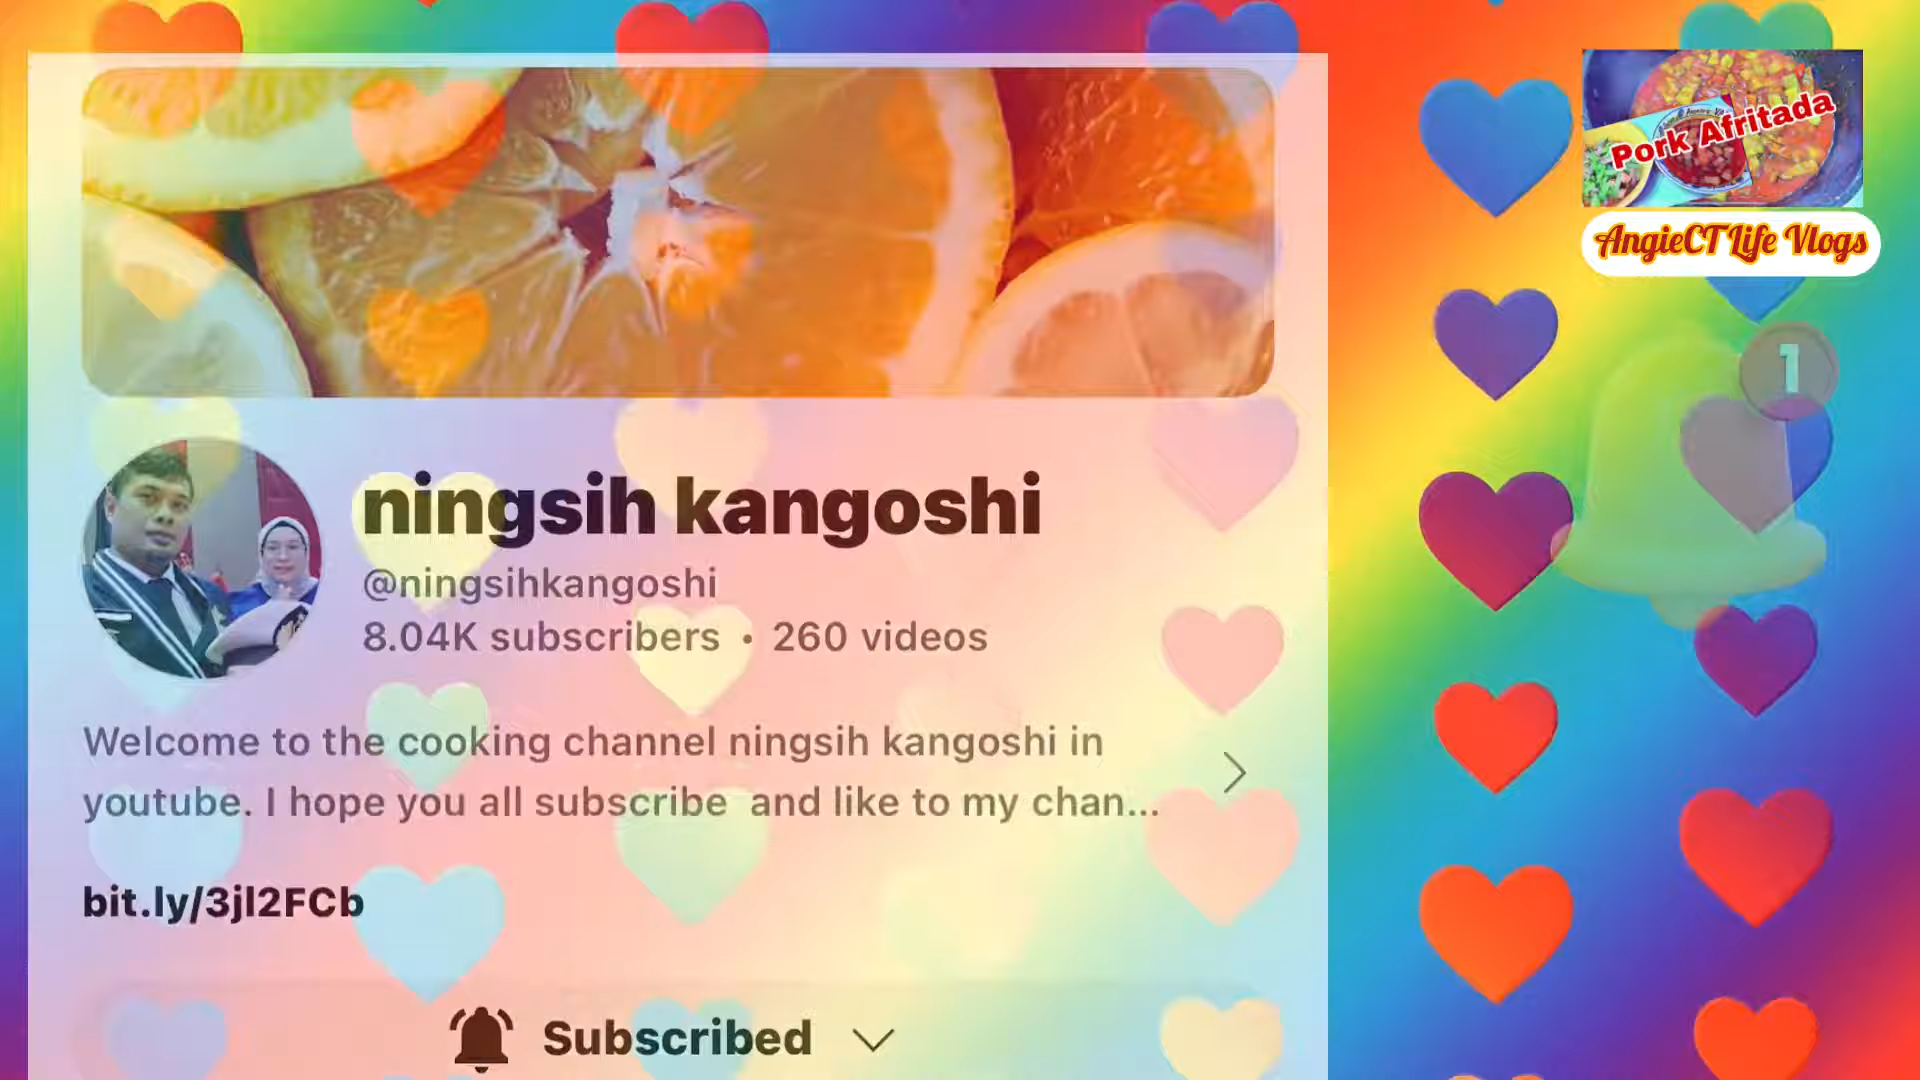 Pork Afritada
AngieCT Life Vlogs
1
ningsih kangoshi
@ningsihkangoshi
8.04K subscribers • 260 videos
Welcome to the cooking channel ningsih kangoshi in
youtube. I hope you all subscribe  and like to my chan...
bit.ly/3jl2FCb
Subscribed